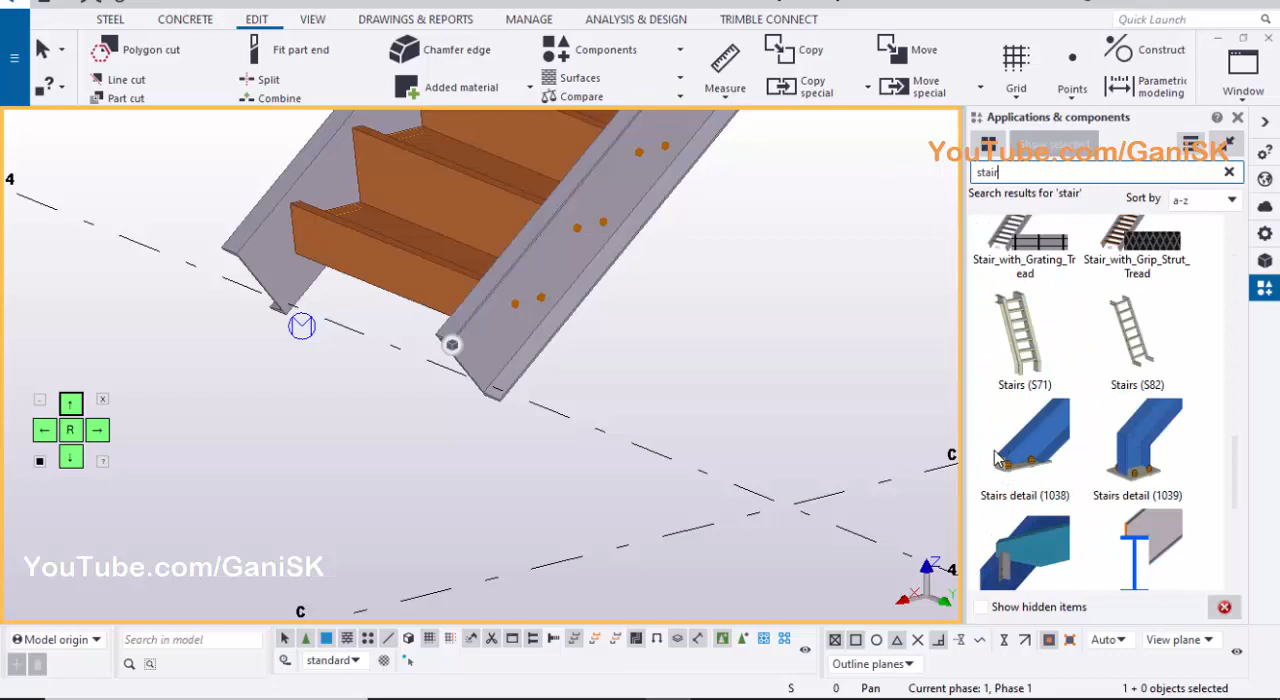 STEEL CONCRETE EDIT VIEW DRAWINGS & REPORTS MANAGE ANALYSIS & DESIGN TRIMBLE CONNECT Quick Launch
Polygon cut Fit part end Chamfer edge Components Copy Move Construct
Line cut Split Added material Surfaces Measure Copy special Move special Grid Points Parametric modeling Window
Part cut Combine Compare
Applications & components
YouTube.com/GaniSK
stair
Search results for 'stair' Sort by a-z
Stair_with_Grating_Tr
ead
Stair_with_Grip_Strut_
Tread
Stairs (S71) Stairs (S82)
Stairs detail (1038) Stairs detail (1039)
Show hidden items
4
C
R
X
?
YouTube.com/GaniSK
Z
X
Y
4
C
Model origin Search in model
standard
Auto View plane
Outline planes
S 0 Pan Current phase: 1, Phase 1 1 + 0 objects selected